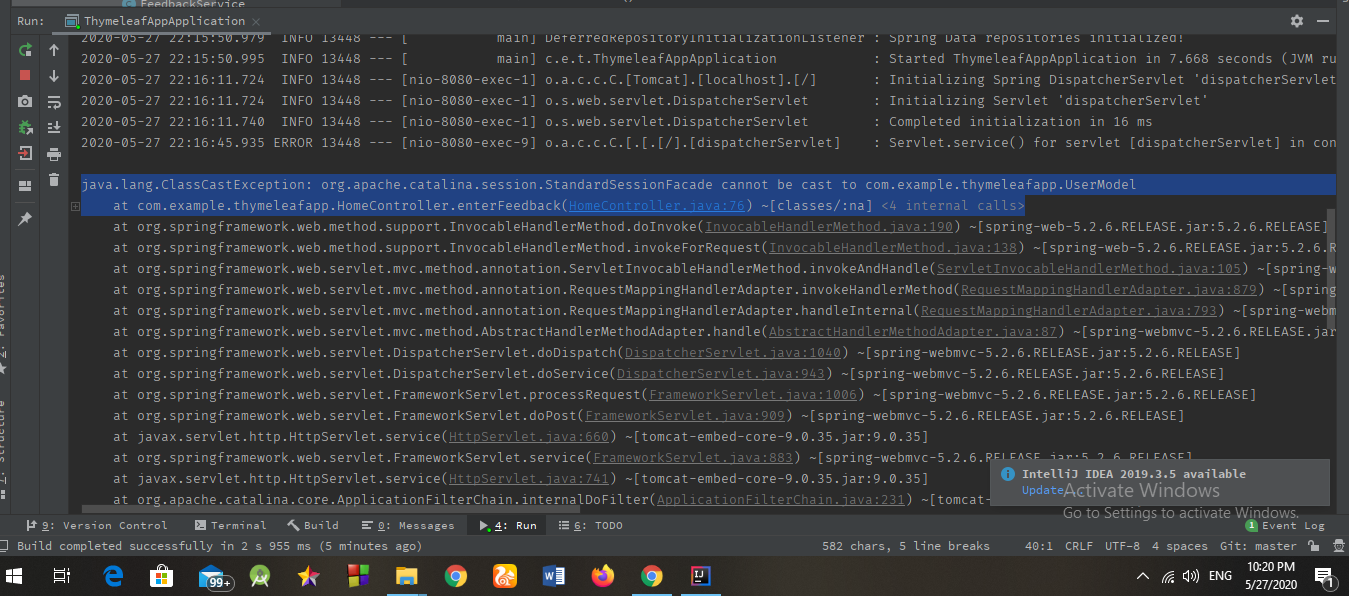 FeedbackService
Run: ThymeleafAppApplication
2020-05-27 22:15:50.979 INFO 13448 --- [ main] DeferredRepositoryInitializationListener : Spring Data repositories initialized!
2020-05-27 22:15:50.995 INFO 13448 --- [ main] c.e.t.ThymeleafAppApplication : Started ThymeleafAppApplication in 7.668 seconds (JVM ru
2020-05-27 22:16:11.724 INFO 13448 --- [nio-8080-exec-1] o.a.c.c.C.[Tomcat].[localhost].[/] : Initializing Spring DispatcherServlet 'dispatcherServlet
2020-05-27 22:16:11.724 INFO 13448 --- [nio-8080-exec-1] o.s.web.servlet.DispatcherServlet : Initializing Servlet 'dispatcherServlet'
2020-05-27 22:16:11.740 INFO 13448 --- [nio-8080-exec-1] o.s.web.servlet.DispatcherServlet : Completed initialization in 16 ms
2020-05-27 22:16:45.935 ERROR 13448 --- [nio-8080-exec-9] o.a.c.c.C.[.[.[/].[dispatcherServlet] : Servlet.service() for servlet [dispatcherServlet] in con
java.lang.ClassCastException: org.apache.catalina.session.StandardSessionFacade cannot be cast to com.example.thymeleafapp.UserModel
at com.example.thymeleafapp.HomeController.enterFeedback(HomeController.java:76) ~[classes/:na] <4 internal calls>
at org.springframework.web.method.support.InvocableHandlerMethod.doInvoke(InvocableHandlerMethod.java:190) ~[spring-web-5.2.6.RELEASE.jar:5.2.6.RELEASE]
at org.springframework.web.method.support.InvocableHandlerMethod.invokeForRequest(InvocableHandlerMethod.java:138) ~[spring-web-5.2.6.RELEASE.jar:5.2.6.R
at org.springframework.web.servlet.mvc.method.annotation.ServletInvocableHandlerMethod.invokeAndHandle(ServletInvocableHandlerMethod.java:105) ~[spring-w
at org.springframework.web.servlet.mvc.method.annotation.RequestMappingHandlerAdapter.invokeHandlerMethod(RequestMappingHandlerAdapter.java:879) ~[spring
at org.springframework.web.servlet.mvc.method.annotation.RequestMappingHandlerAdapter.handleInternal(RequestMappingHandlerAdapter.java:793) ~[spring-web
at org.springframework.web.servlet.mvc.method.AbstractHandlerMethodAdapter.handle(AbstractHandlerMethodAdapter.java:87) ~[spring-webmvc-5.2.6.RELEASE.jar
at org.springframework.web.servlet.DispatcherServlet.doDispatch(DispatcherServlet.java:1040) ~[spring-webmvc-5.2.6.RELEASE.jar:5.2.6.RELEASE]
at org.springframework.web.servlet.DispatcherServlet.doService(DispatcherServlet.java:943) ~[spring-webmvc-5.2.6.RELEASE.jar:5.2.6.RELEASE]
at org.springframework.web.servlet.FrameworkServlet.processRequest(FrameworkServlet.java:1006) ~[spring-webmvc-5.2.6.RELEASE.jar:5.2.6.RELEASE]
at org.springframework.web.servlet.FrameworkServlet.doPost(FrameworkServlet.java:909) ~[spring-webmvc-5.2.6.RELEASE.jar:5.2.6.RELEASE]
at javax.servlet.http.HttpServlet.service(HttpServlet.java:660) ~[tomcat-embed-core-9.0.35.jar:9.0.35]
at org.springframework.web.servlet.FrameworkServlet.service(FrameworkServlet.java:883) ~[spring-webmvc-5.2.6.RELEASE.jar:5.2.6.RELEASE]
at javax.servlet.http.HttpServlet.service(HttpServlet.java:741) ~[tomcat-embed-core-9.0.35.jar:9.0.35]
at org.apache.catalina.core.ApplicationFilterChain.internalDoFilter(ApplicationFilterChain.java:231) ~[tomcat-
IntelliJ IDEA 2019.3.5 available
Update...
Activate Windows
Go to Settings to activate Windows.
2: Favorites
Z: Structure
9: Version Control Terminal Build 0: Messages 4: Run 6: TODO 1 Event Log
Build completed successfully in 2 s 955 ms (5 minutes ago) 582 chars, 5 line breaks 40:1 CRLF UTF-8 4 spaces Git: master
99+ ENG 10:20 PM
5/27/2020 1